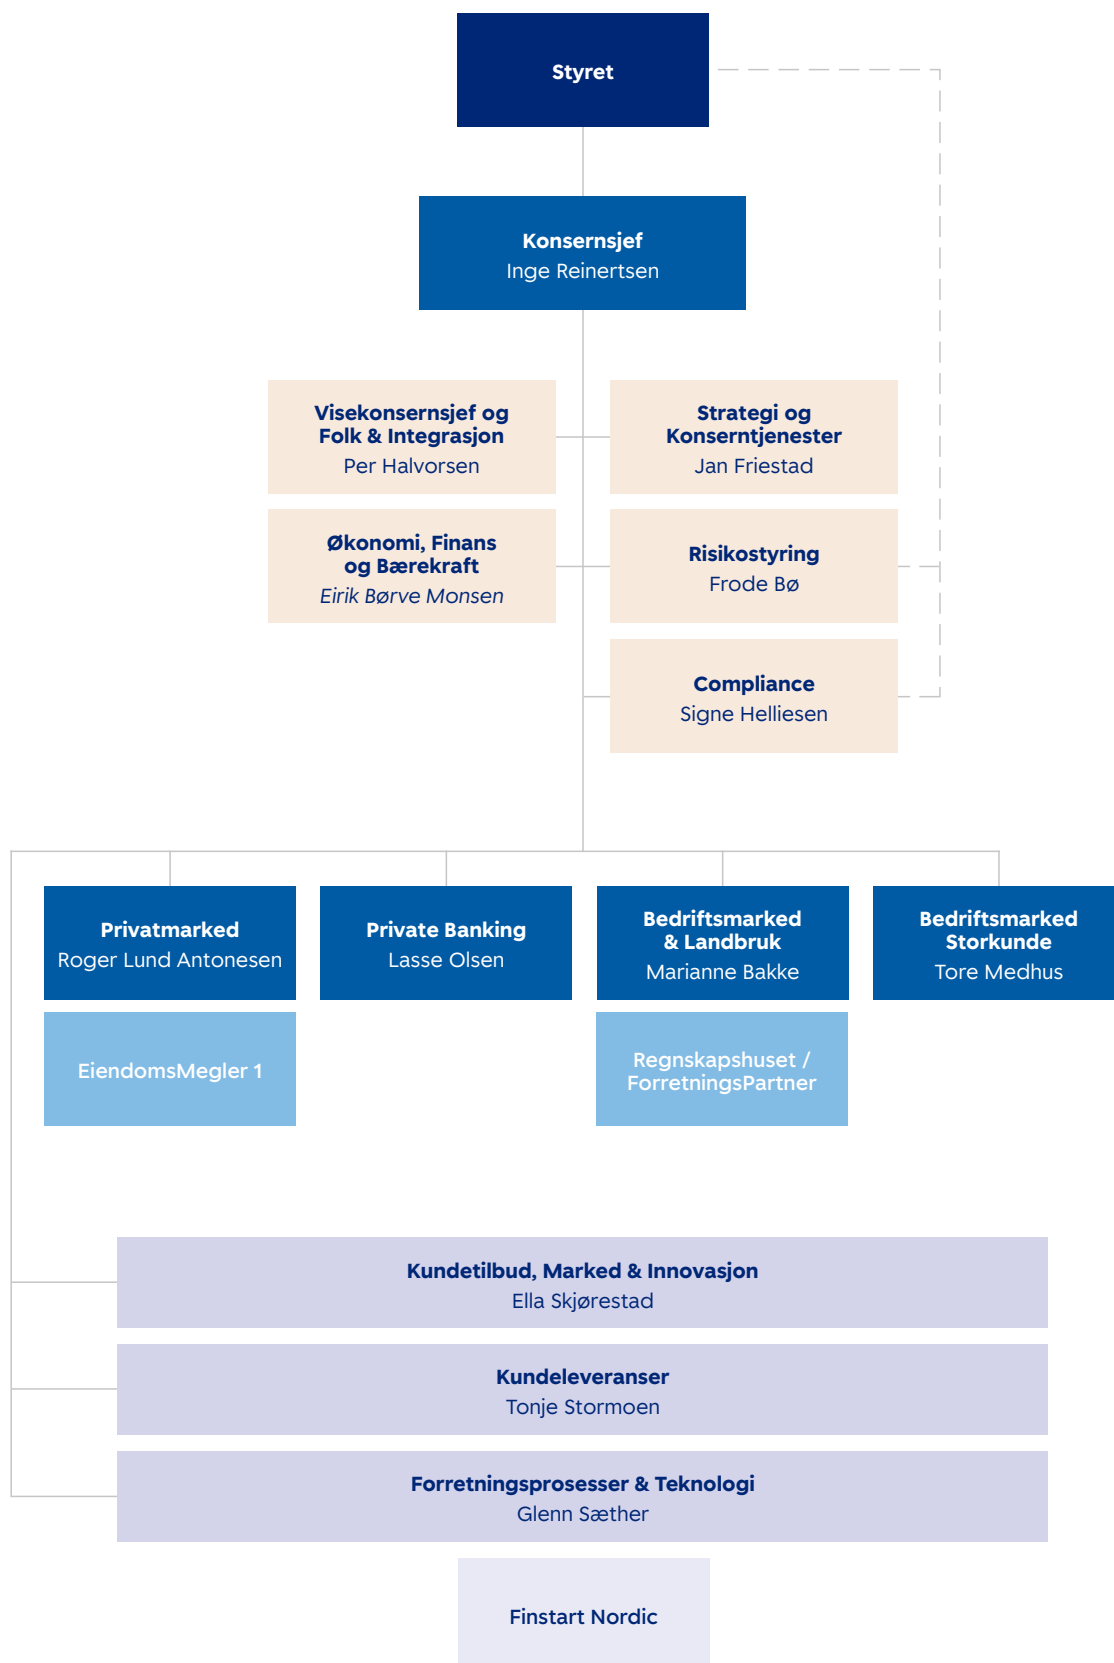 Styret
Konsernsjef
Inge Reinertsen
Visekonsernsjef og
Folk & Integrasjon
Per Halvorsen
Strategi og
Konserntjenester
Jan Friestad
Økonomi, Finans
og Bærekraft
Eirik Børve Monsen
Risikostyring
Frode Bø
Compliance
Signe Helliesen
Privatmarked
Roger Lund Antonesen
Private Banking
Lasse Olsen
Bedriftsmarked
& Landbruk
Marianne Bakke
Bedriftsmarked
Storkunde
Tore Medhus
EiendomsMegler 1
Regnskapshuset /
ForretningsPartner
Kundetilbud, Marked & Innovasjon
Ella Skjørestad
Kundeleveranser
Tonje Stormoen
Forretningsprosesser & Teknologi
Glenn Sæther
Finstart Nordic